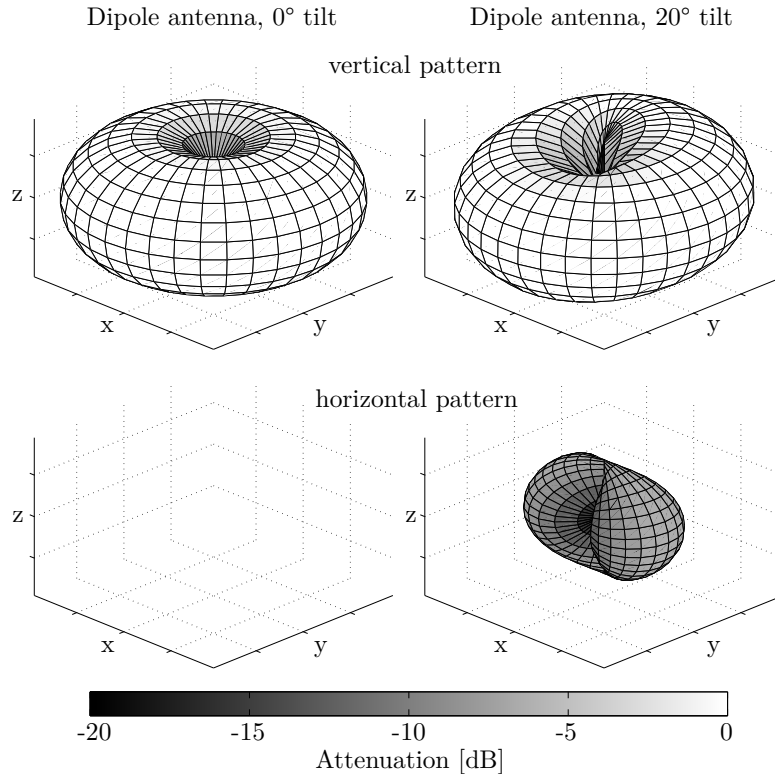 Dipole antenna, 0° tilt
Dipole antenna, 20° tilt
vertical pattern
z
x
y
z
x
y
horizontal pattern
z
x
y
z
x
y
-20
-15
-10
-5
0
Attenuation [dB]